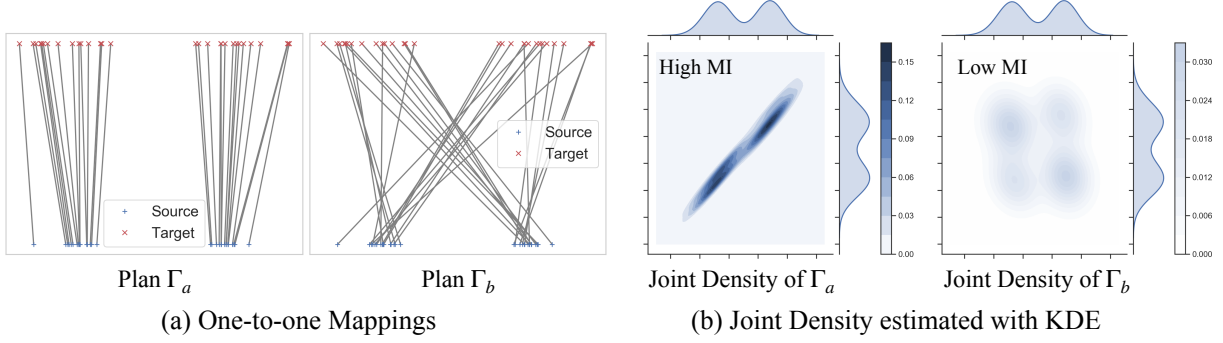 Source
Target
Plan Γa
Source
Target
Plan Γb
(a) One-to-one Mappings
High MI
0.15
0.12
0.09
0.06
0.03
0.00
Joint Density of Γa
Low MI
0.030
0.024
0.018
0.012
0.006
0.000
Joint Density of Γb
(b) Joint Density estimated with KDE